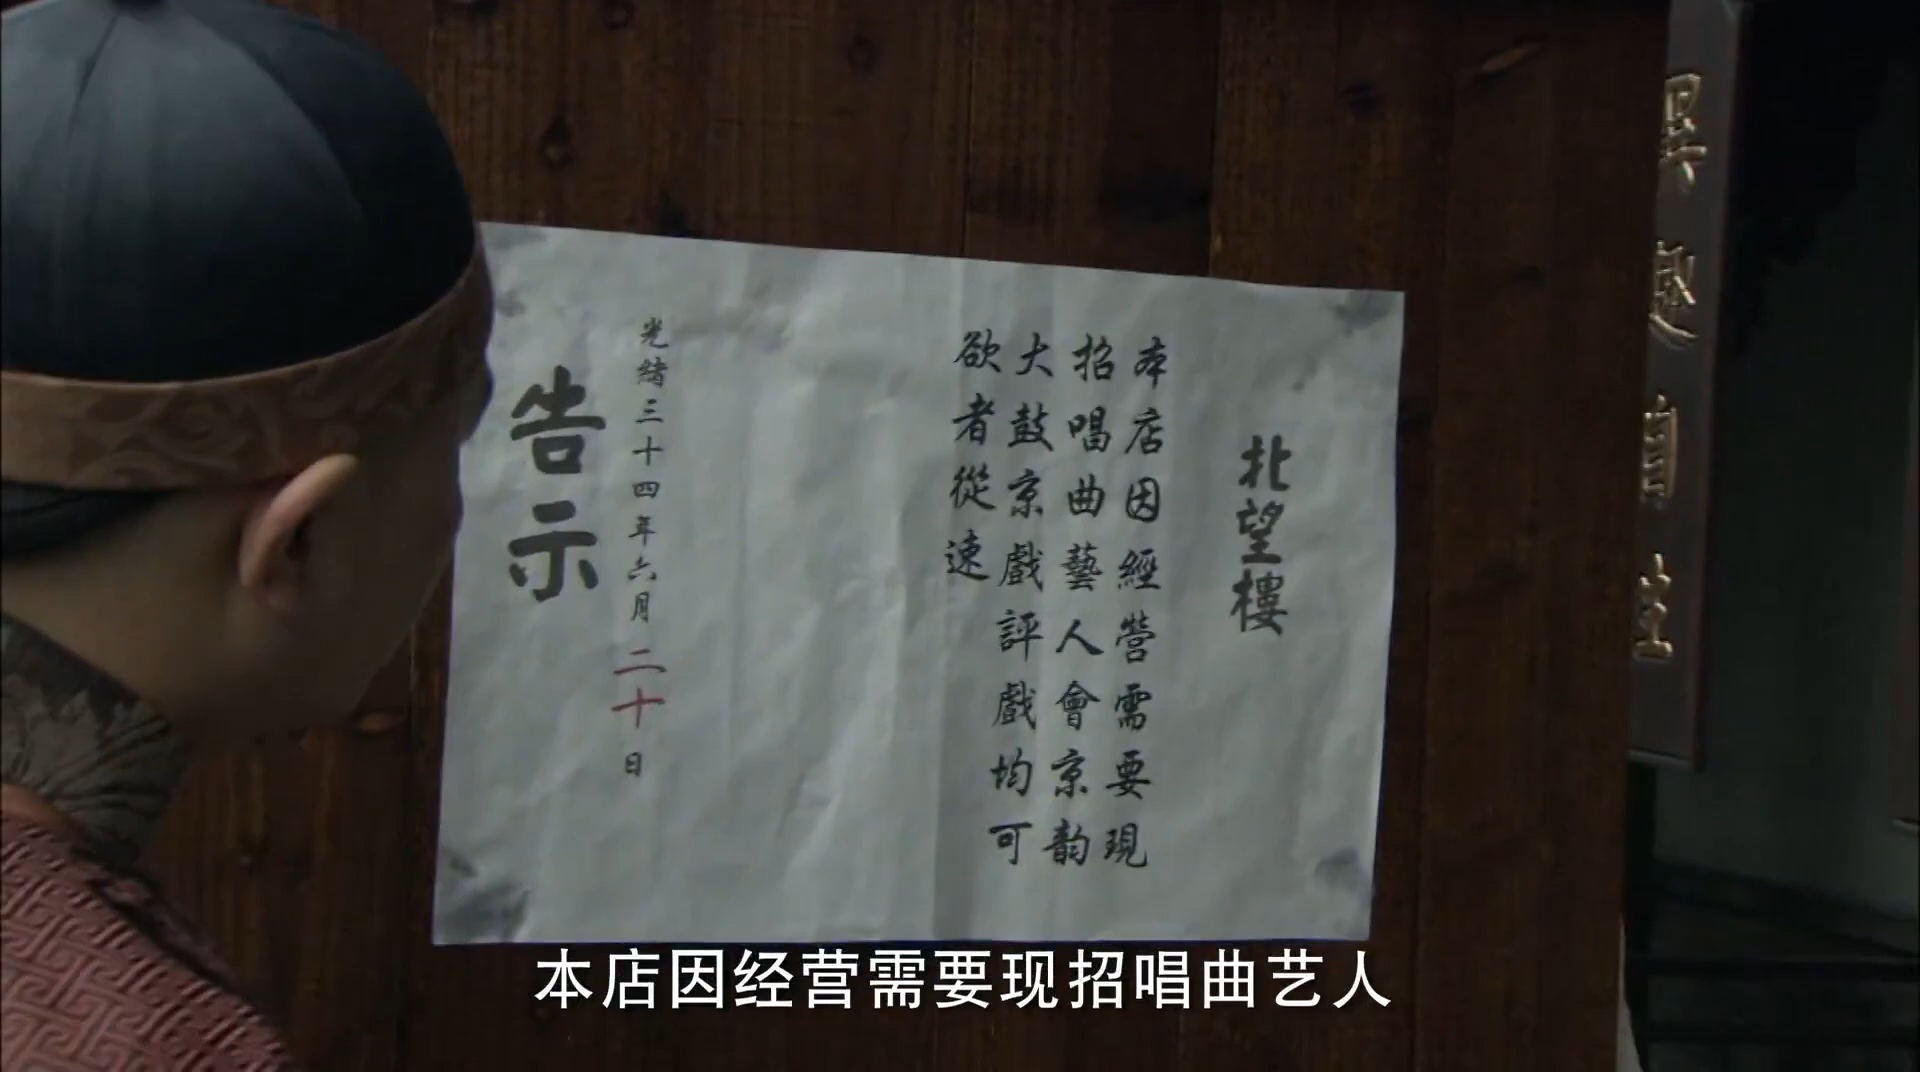 北望樓
本店因經營需要現
招唱曲藝人會京韵
大鼓京戲評戲均可
欲者從速
光緒三十四年六月二十日
告示
本店因经营需要现招唱曲艺人